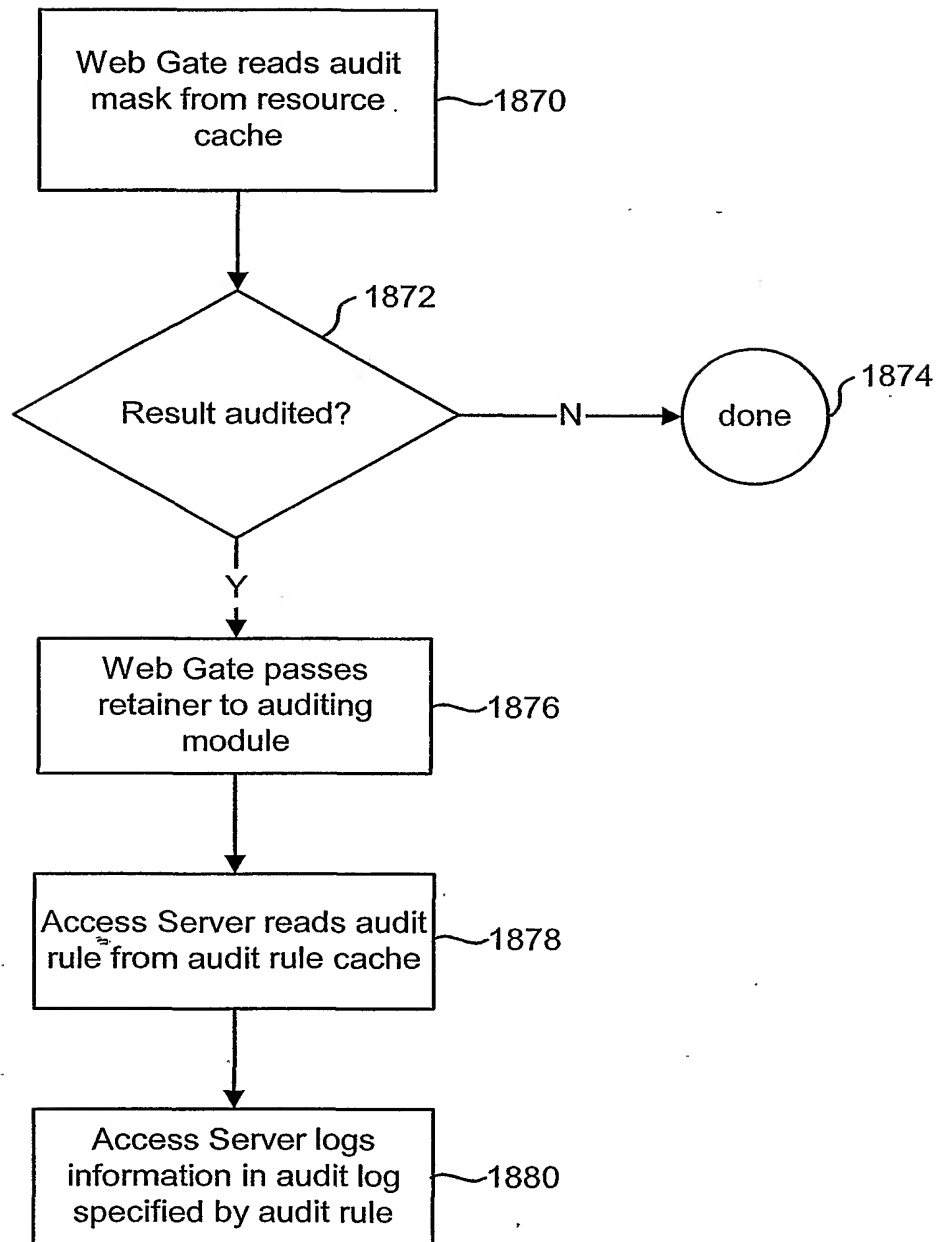 Web Gate reads audit
mask from resource
cache
1870
1872
Result audited?
N
done
1874
Y
Web Gate passes
retainer to auditing
module
1876
Access Server reads audit
rule from audit rule cache
1878
Access Server logs
information in audit log
specified by audit rule
1880